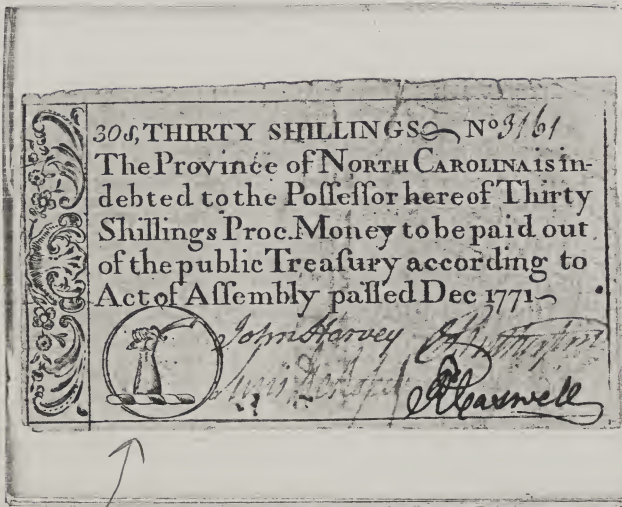 30s, THIRTY SHILLINGS No 3161
The Province of NORTH CAROLINA is in-
debted to the Poſſeſſor hereof Thirty
Shillings Proc. Money to be paid out
of the public Treaſury according to
Act of Aſſembly paſſed Dec 1771
John Harvey
RCaswell